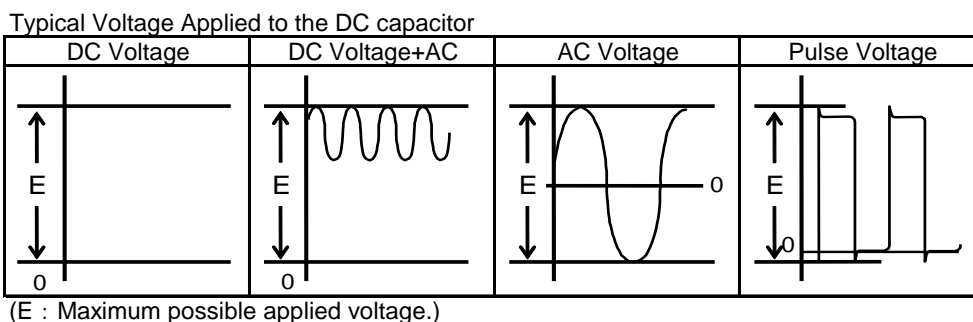 Typical Voltage Applied to the DC capacitor
DC Voltage DC Voltage+AC AC Voltage Pulse Voltage
E E E 0 E
0
0 0
(E：Maximum possible applied voltage.)